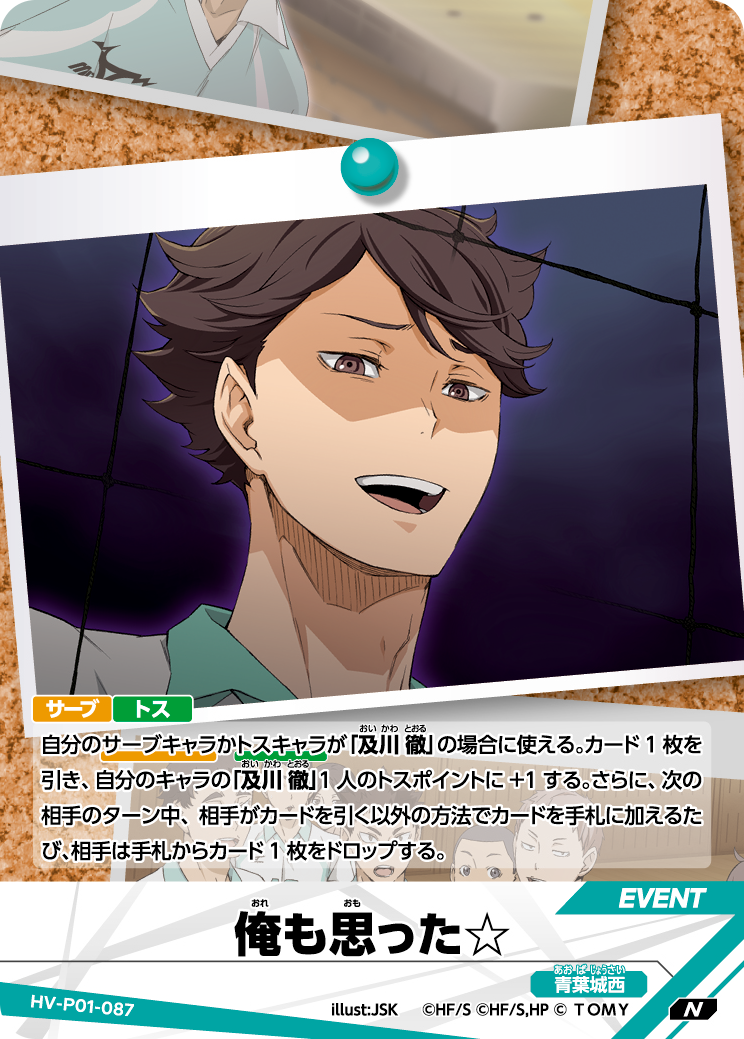 サーブ トス
自分のサーブキャラかトスキャラが「及川 徹」の場合に使える。カード1枚を
引き、自分のキャラの「及川 徹」1人のトスポイントに+1する。さらに、次の
相手のターン中、相手がカードを引く以外の方法でカードを手札に加えるた
び、相手は手札からカード1枚をドロップする。
EVENT
俺も思った☆
青葉城西
HV-P01-087 illust:JSK ©HF/S ©HF/S,HP © TOMY N